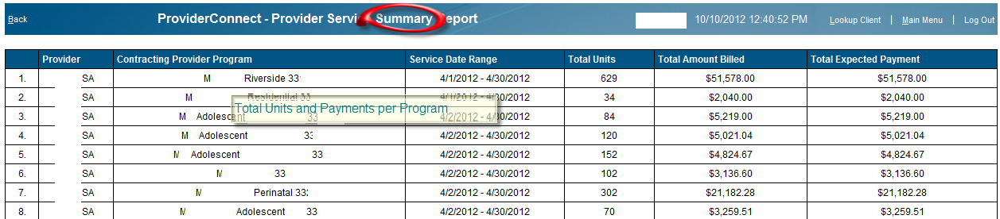 Back ProviderConnect - Provider Service Summary Report 10/10/2012 12:40:52 PM Lookup Client | Main Menu | Log Out
Provider Contracting Provider Program Service Date Range Total Units Total Amount Billed Total Expected Payment
1. SA M Riverside 33 4/1/2012 - 4/30/2012 629 $51,578.00 $51,578.00
2. SA M Residential 33 4/1/2012 - 4/30/2012 34 $2,040.00 $2,040.00
Total Units and Payments per Program
3. SA M Adolescent 33 4/2/2012 - 4/30/2012 84 $5,219.00 $5,219.00
4. SA M Adolescent 33 4/2/2012 - 4/30/2012 120 $5,021.04 $5,021.04
5. SA M Adolescent 33 4/2/2012 - 4/30/2012 152 $4,824.67 $4,824.67
6. SA M 33 4/2/2012 - 4/30/2012 102 $3,136.60 $3,136.60
7. SA M Perinatal 332 4/2/2012 - 4/30/2012 302 $21,182.28 $21,182.28
8. SA M Adolescent 33 4/2/2012 - 4/30/2012 70 $3,259.51 $3,259.51